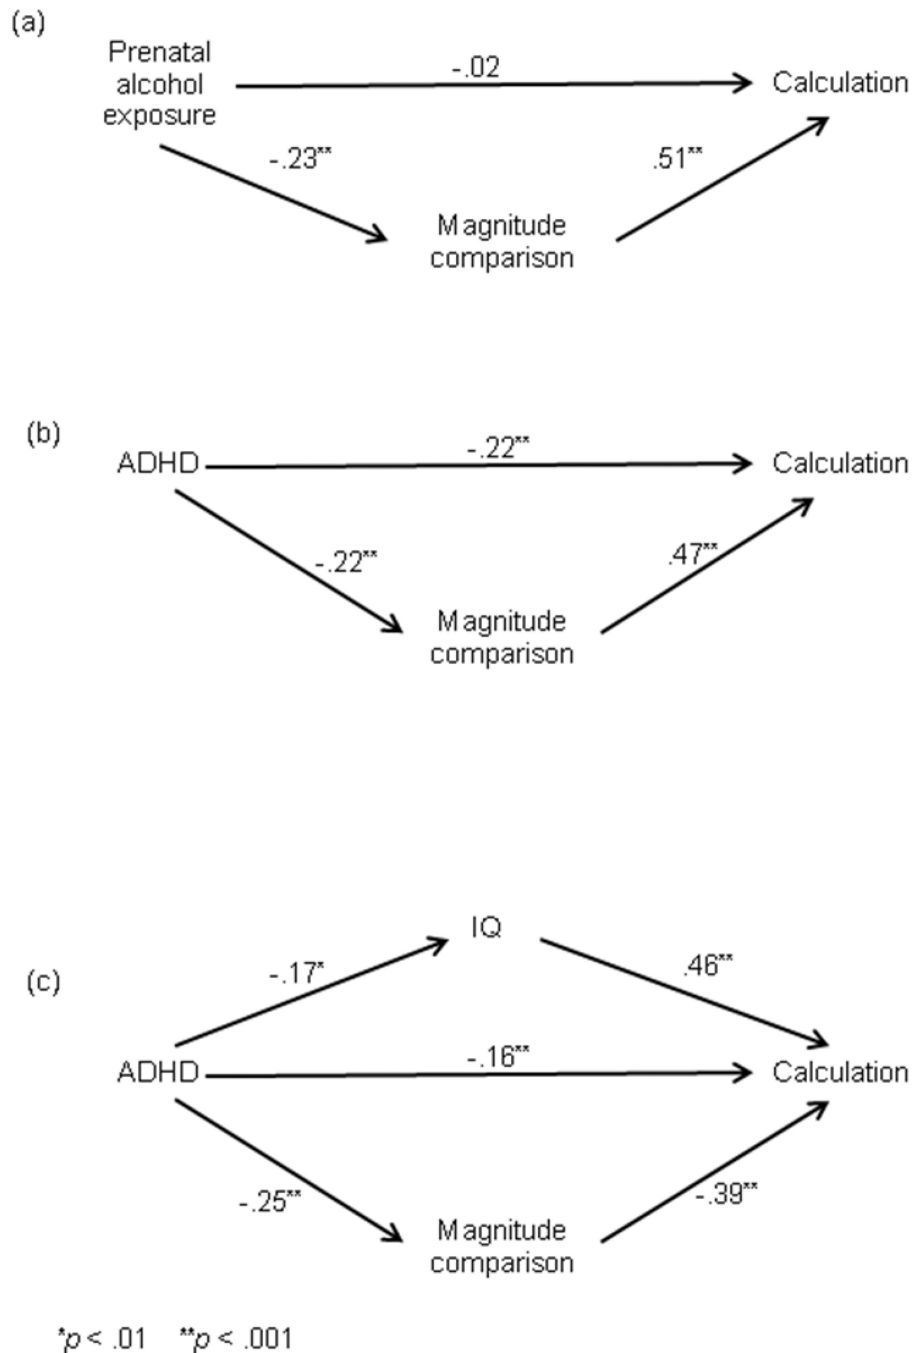 (a)
Prenatal
alcohol
exposure
-.02
Calculation
-.23**
.51**
Magnitude
comparison
(b)
ADHD
-.22**
Calculation
-.22**
.47**
Magnitude
comparison
(c)
IQ
-.17*
.46**
ADHD
-.16**
Calculation
-.25**
-.39**
Magnitude
comparison
*p < .01 **p < .001